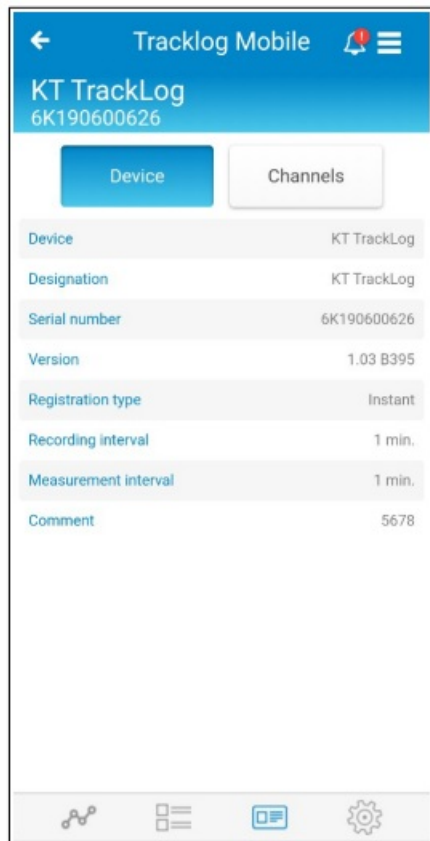 Tracklog Mobile
KT TrackLog
6K190600626
Device Channels
Device KT TrackLog
Designation KT TrackLog
Serial number 6K190600626
Version 1.03 B395
Registration type Instant
Recording interval 1 min.
Measurement interval 1 min.
Comment 5678